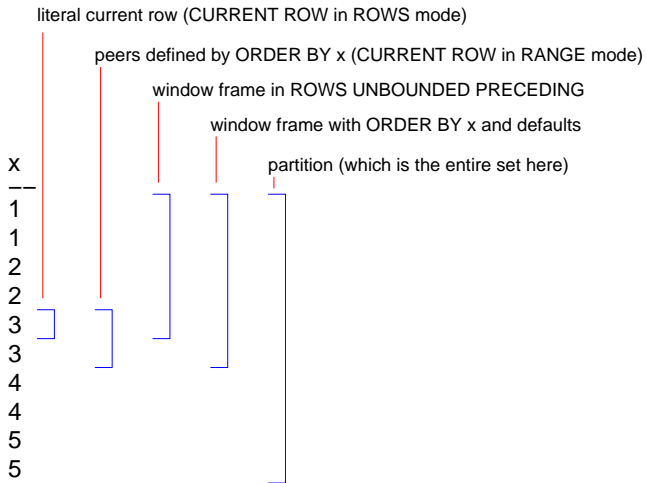 literal current row (CURRENT ROW in ROWS mode)
peers defined by ORDER BY x (CURRENT ROW in RANGE mode)
window frame in ROWS UNBOUNDED PRECEDING
window frame with ORDER BY x and defaults
partition (which is the entire set here)
x
--
1
1
2
2
3
3
4
4
5
5